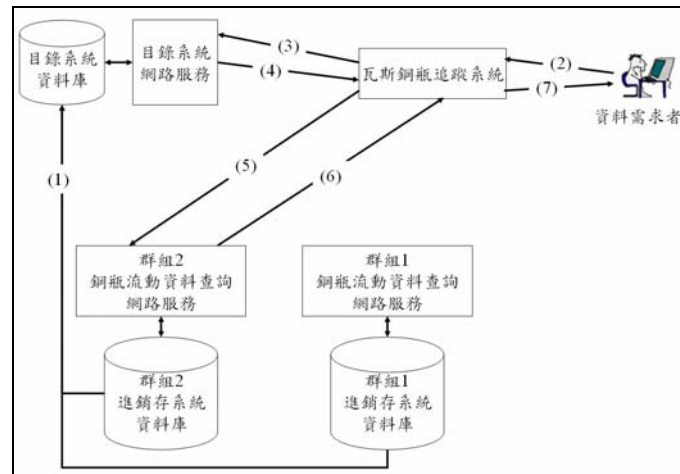 目錄系統
資料庫
目錄系統
網路服務
(3)
(4)
瓦斯鋼瓶追蹤系統
(2)
(7)
資料需求者
(1)
(5)
(6)
群組2
鋼瓶流動資料查詢
網路服務
群組1
鋼瓶流動資料查詢
網路服務
群組2
進銷存系統
資料庫
群組1
進銷存系統
資料庫